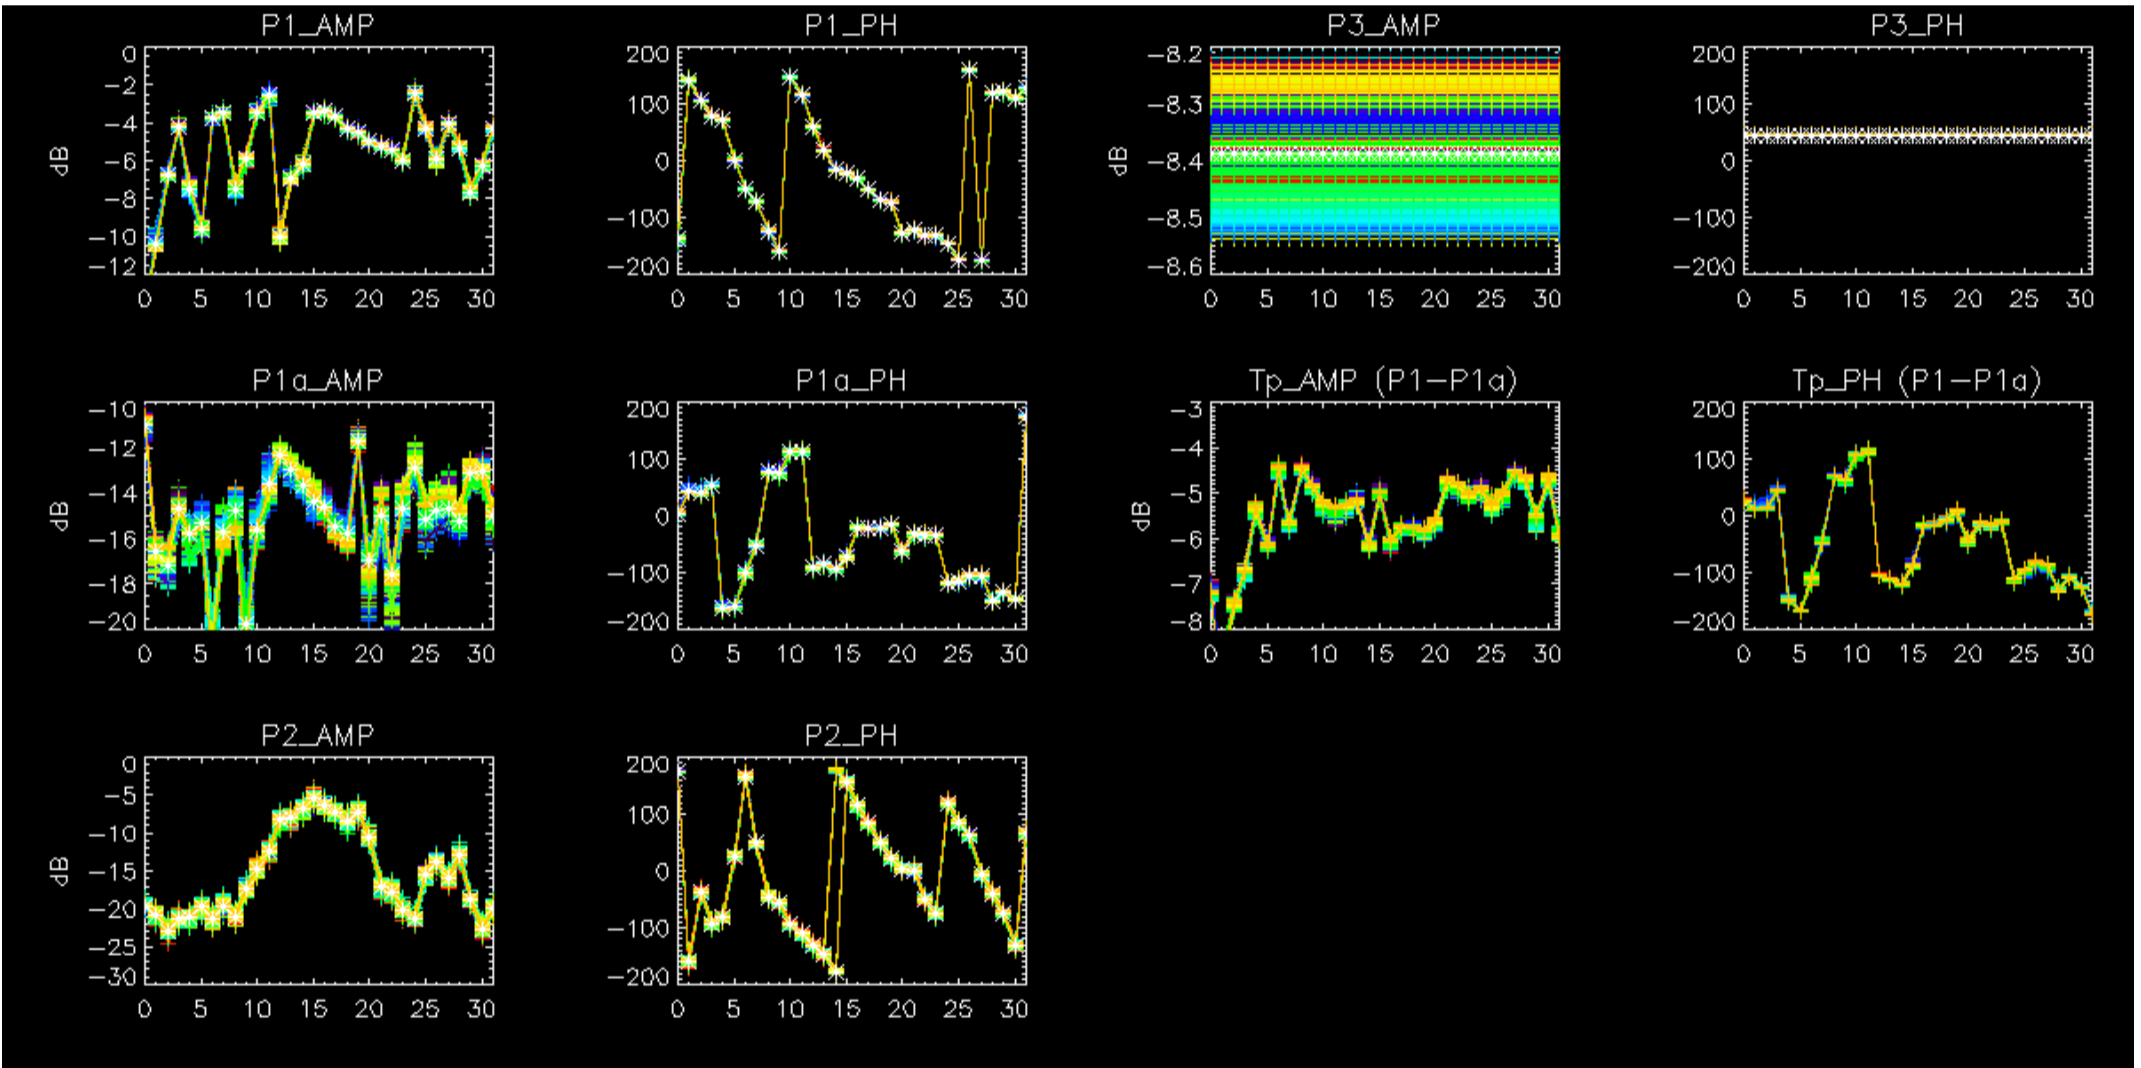 P1_AMP
dB
0
−2
−4
−6
−8
−10
−12
0 5 10 15 20 25 30
P1_PH
200
100
0
−100
−200
0 5 10 15 20 25 30
P3_AMP
dB
−8.2
−8.3
−8.4
−8.5
−8.6
0 5 10 15 20 25 30
P3_PH
200
100
0
−100
−200
0 5 10 15 20 25 30
P1a_AMP
dB
−10
−12
−14
−16
−18
−20
0 5 10 15 20 25 30
P1a_PH
200
100
0
−100
−200
0 5 10 15 20 25 30
Tp_AMP (P1−P1a)
dB
−3
−4
−5
−6
−7
−8
0 5 10 15 20 25 30
Tp_PH (P1−P1a)
200
100
0
−100
−200
0 5 10 15 20 25 30
P2_AMP
dB
0
−5
−10
−15
−20
−25
−30
0 5 10 15 20 25 30
P2_PH
200
100
0
−100
−200
0 5 10 15 20 25 30